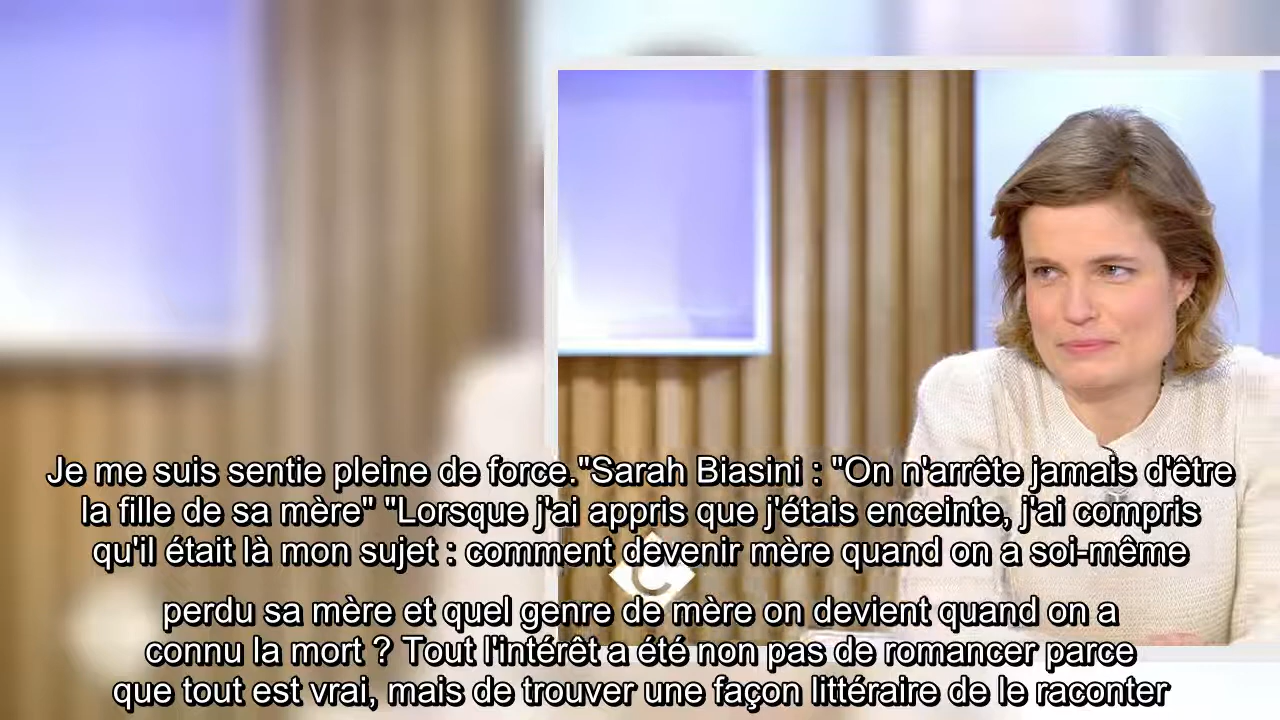 Je me suis sentie pleine de force."Sarah Biasini : "On n'arrête jamais d'être
la fille de sa mère" "Lorsque j'ai appris que j'étais enceinte, j'ai compris
qu'il était là mon sujet : comment devenir mère quand on a soi-même
perdu sa mère et quel genre de mère on devient quand on a
connu la mort ? Tout l'intérêt a été non pas de romancer parce
que tout est vrai, mais de trouver une façon littéraire de le raconter